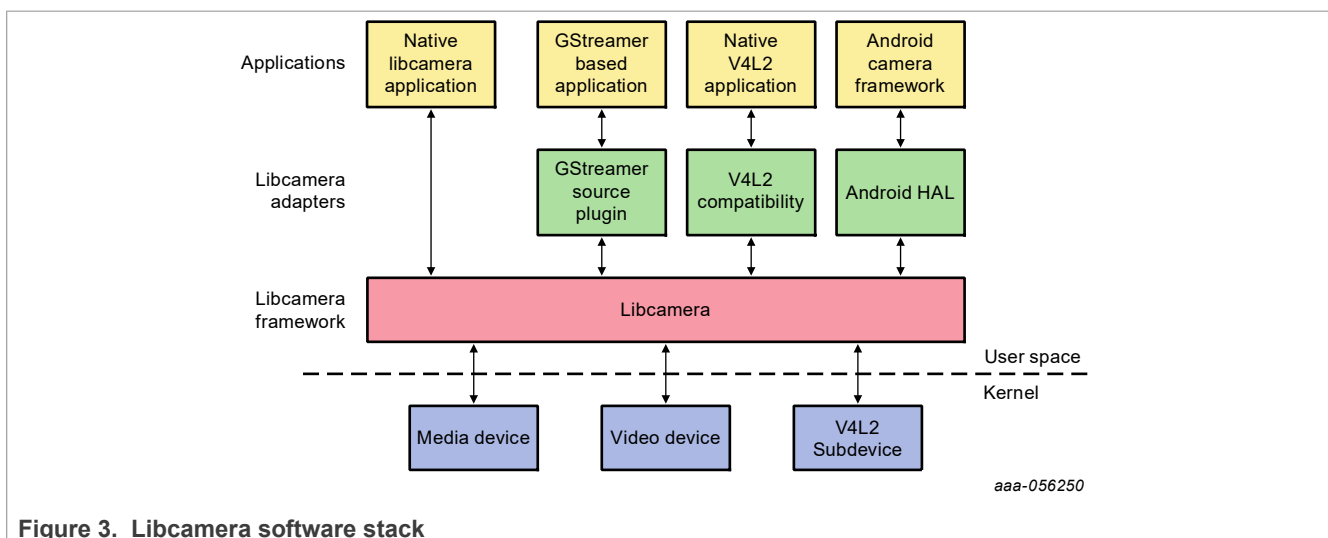 Applications
Native
libcamera
application
GStreamer
based
application
Native
V4L2
application
Android
camera
framework
Libcamera
adapters
GStreamer
source
plugin
V4L2
compatibility
Android HAL
Libcamera
framework
Libcamera
User space
Kernel
Media device
Video device
V4L2
Subdevice
aaa-056250
Figure 3. Libcamera software stack